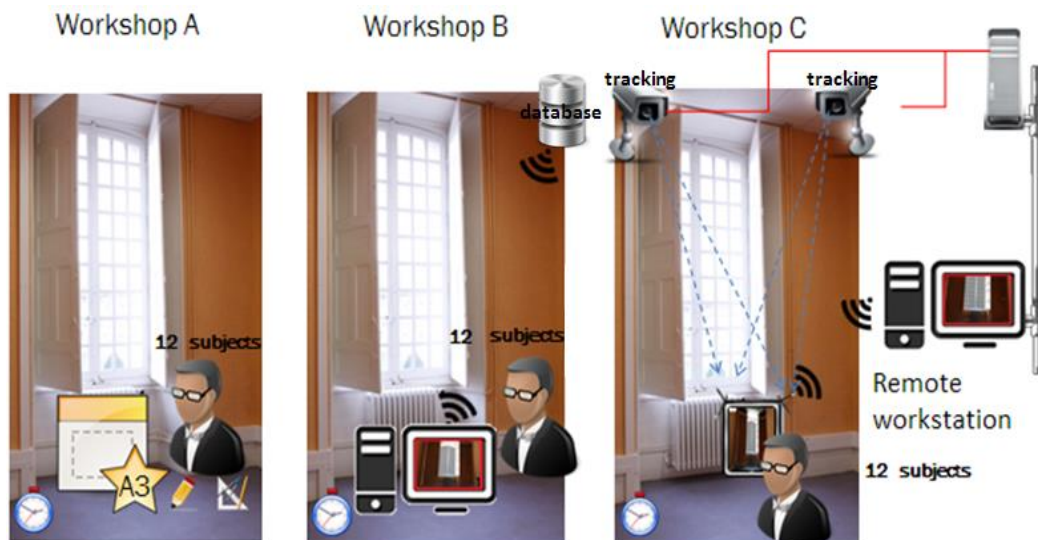 Workshop A
Workshop B
Workshop C
tracking
tracking
database
12 subjects
12 subjects
A3
Remote
workstation
12 subjects